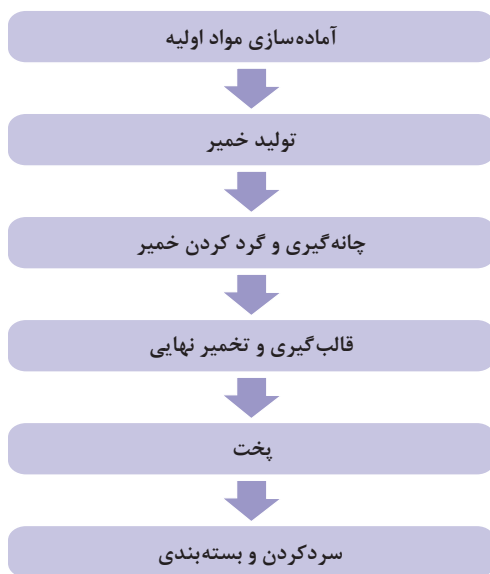 آماده‌سازی مواد اولیه
تولید خمیر
چانه‌گیری و گرد کردن خمیر
قالب‌گیری و تخمیر نهایی
پخت
سردکردن و بسته‌بندی